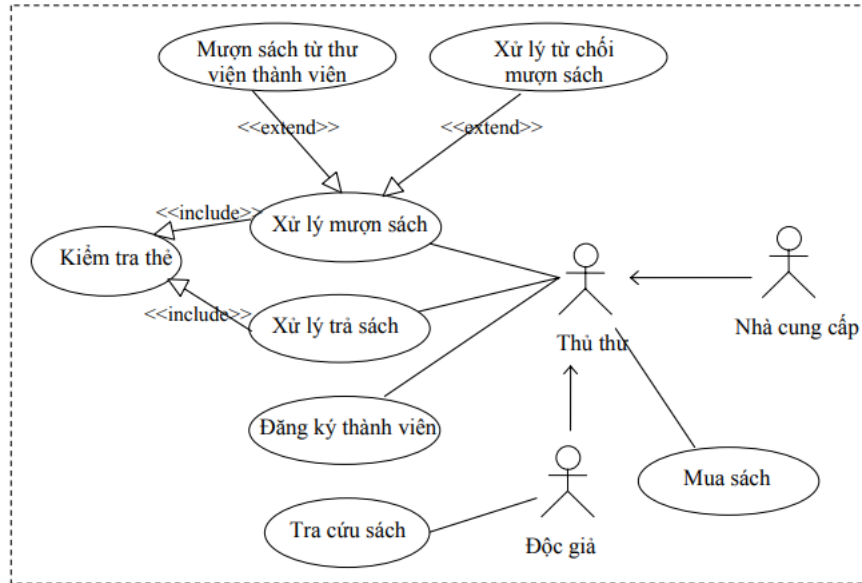 Mượn sách từ thư
viện thành viên
Xử lý từ chối
mượn sách
<<extend>>
<<extend>>
<<include>>
Xử lý mượn sách
Kiểm tra thẻ
<<include>>
Xử lý trả sách
Thủ thư
Nhà cung cấp
Đăng ký thành viên
Mua sách
Tra cứu sách
Độc giả